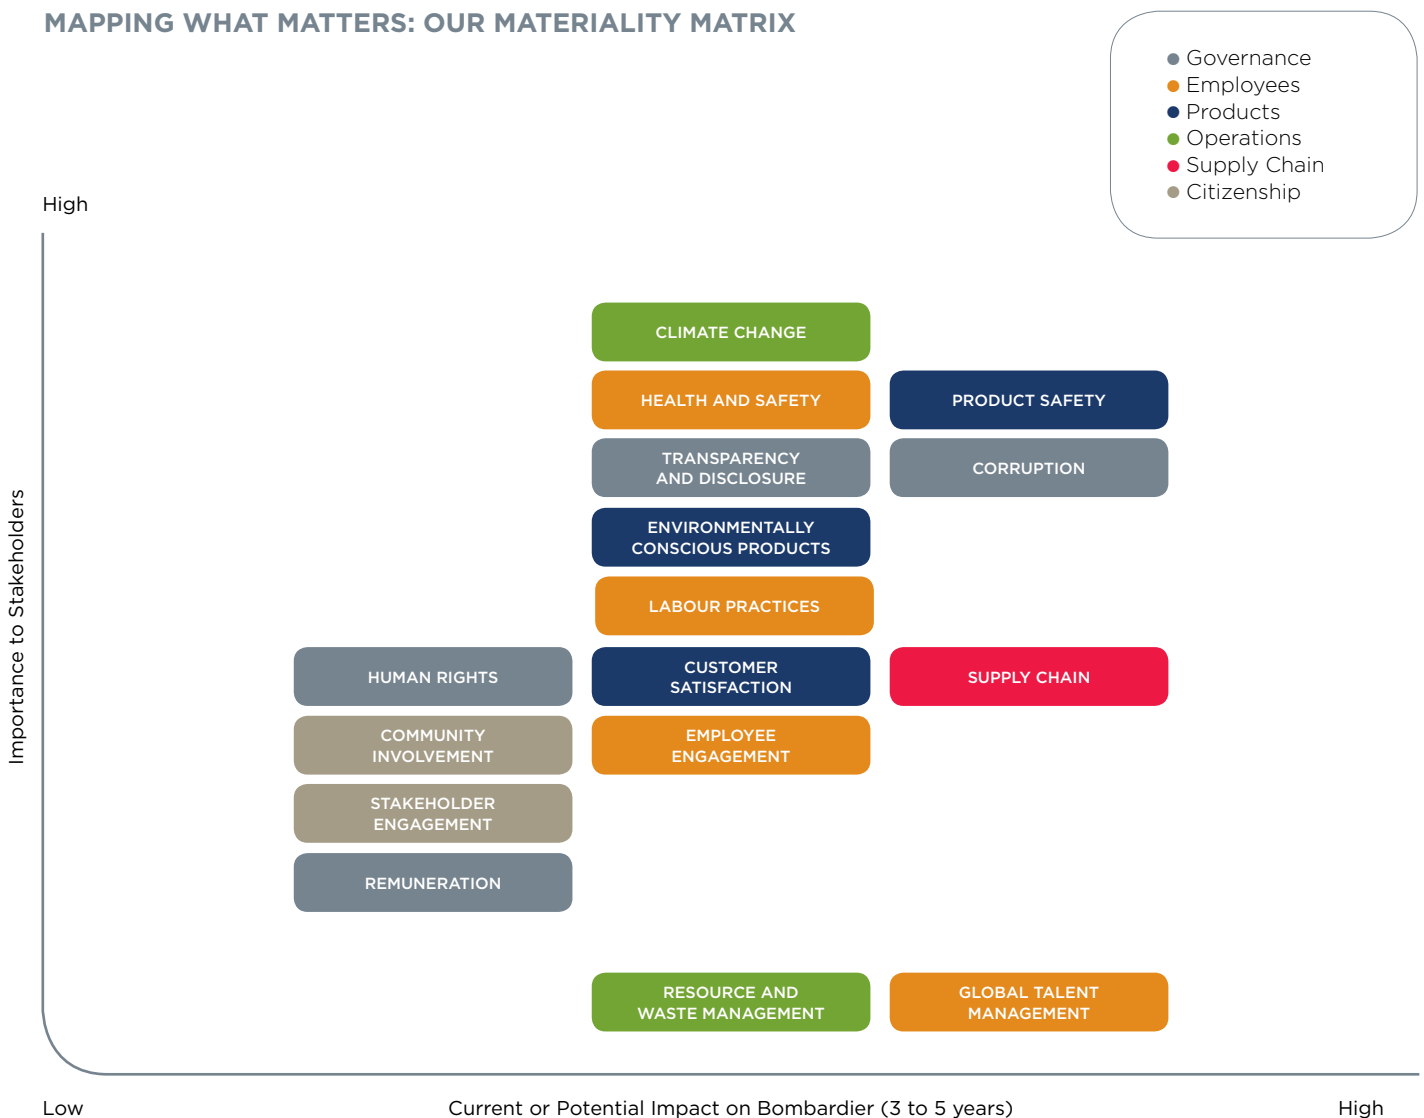 MAPPING WHAT MATTERS: OUR MATERIALITY MATRIX
Governance
Employees
Products
Operations
Supply Chain
Citizenship
High
Importance to Stakeholders
CLIMATE CHANGE
HEALTH AND SAFETY
PRODUCT SAFETY
TRANSPARENCY
AND DISCLOSURE
CORRUPTION
ENVIRONMENTALLY
CONSCIOUS PRODUCTS
LABOUR PRACTICES
HUMAN RIGHTS
CUSTOMER
SATISFACTION
SUPPLY CHAIN
COMMUNITY
INVOLVEMENT
EMPLOYEE
ENGAGEMENT
STAKEHOLDER
ENGAGEMENT
REMUNERATION
RESOURCE AND
WASTE MANAGEMENT
GLOBAL TALENT
MANAGEMENT
Low
Current or Potential Impact on Bombardier (3 to 5 years)
High